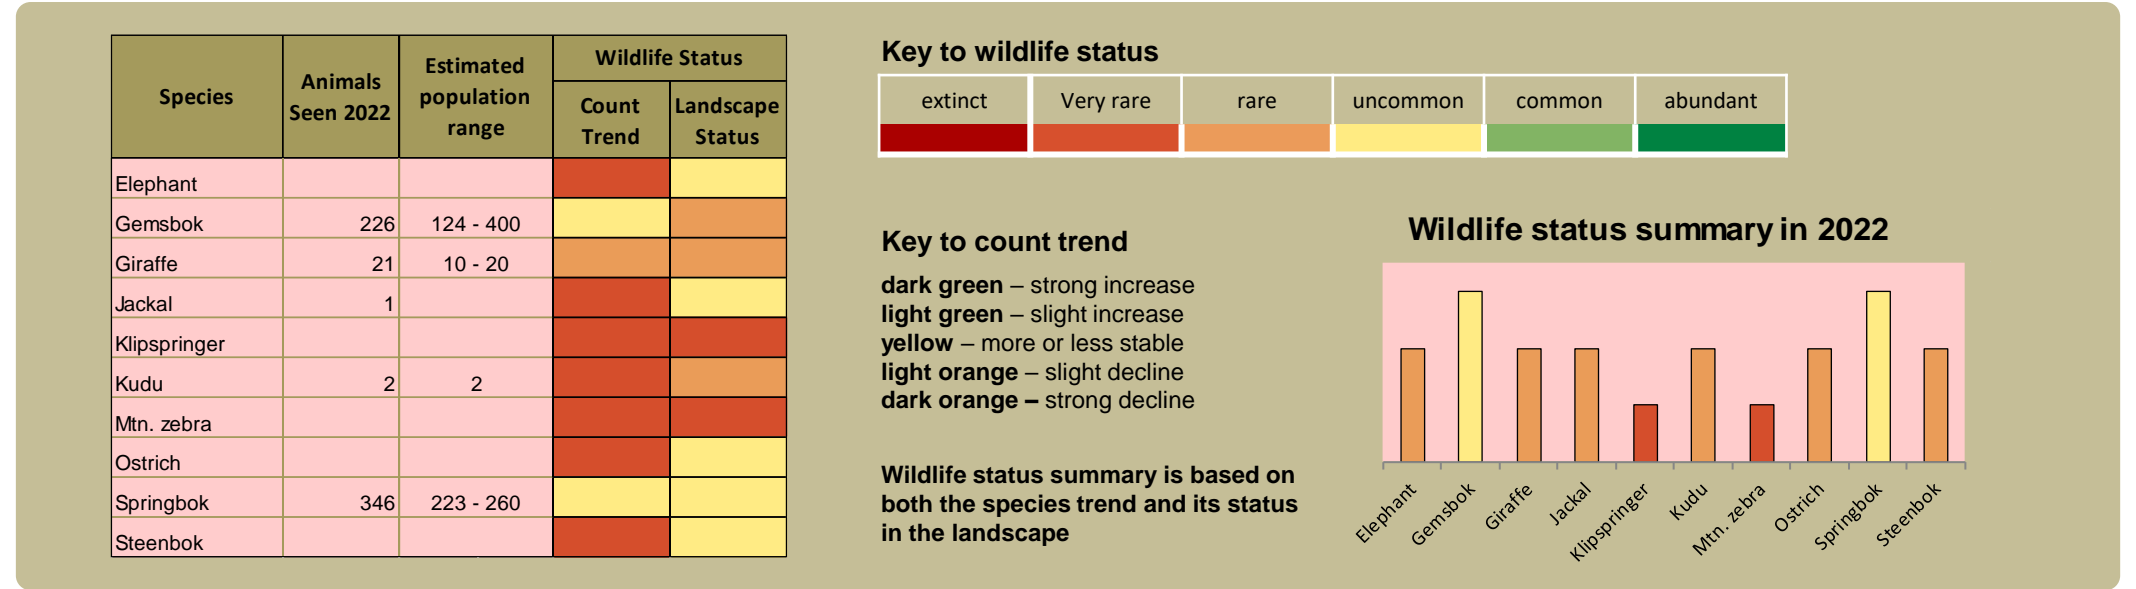 Species
Animals
Seen 2022
Estimated
population
range
Wildlife Status
Count
Trend
Landscape
Status
Elephant
Gemsbok 226 124 - 400
Giraffe 21 10 - 20
Jackal 1
Klipspringer
Kudu 2 2
Mtn. zebra
Ostrich
Springbok 346 223 - 260
Steenbok
Key to wildlife status
extinct Very rare rare uncommon common abundant
Key to count trend
dark green – strong increase
light green – slight increase
yellow – more or less stable
light orange – slight decline
dark orange – strong decline
Wildlife status summary is based on
both the species trend and its status
in the landscape
Wildlife status summary in 2022
Elephant
Gemsbok
Giraffe
Jackal
Klipspringer
Kudu
Mtn. zebra
Ostrich
Springbok
Steenbok